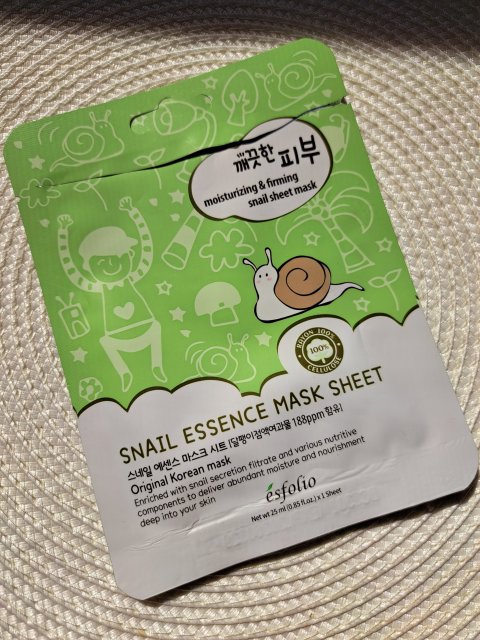 깨끗한 피부
moisturizing & firming
snail sheet mask
ROYON 100%
100%
CELLULOSE
SNAIL ESSENCE MASK SHEET
스네일 에센스 마스크 시트 (달팽이점액여과물 188ppm 함유)
Original Korean mask
Enriched with snail secretion filtrate and various nutritive
components to deliver abundant moisture and nourishment
deep into your skin
esfolio
Net wt 25 ml (0.85 fl.oz.) x 1 Sheet